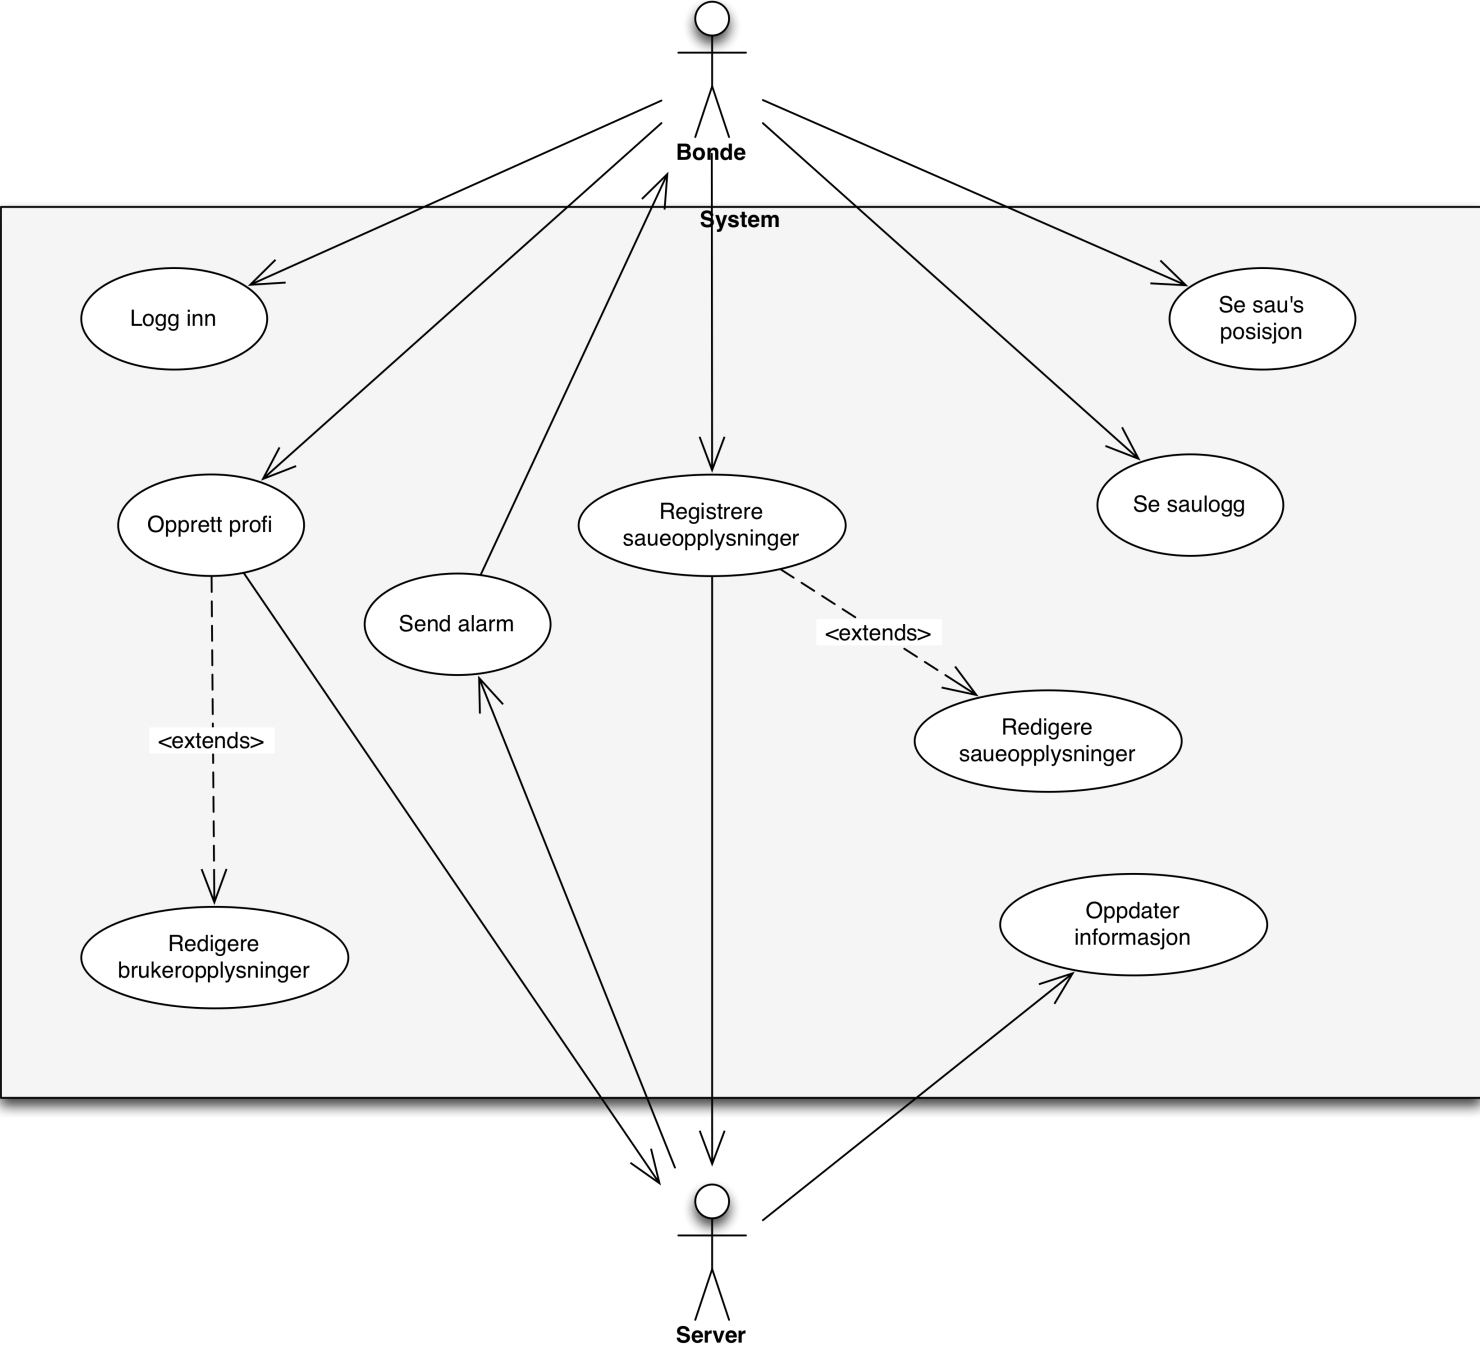 Bonde
System
Logg inn
Se sau's
posisjon
Opprett profi
Registrere
saueopplysninger
Se saulogg
Send alarm
<extends>
Redigere
saueopplysninger
<extends>
Oppdater
informasjon
Redigere
brukeropplysninger
Server